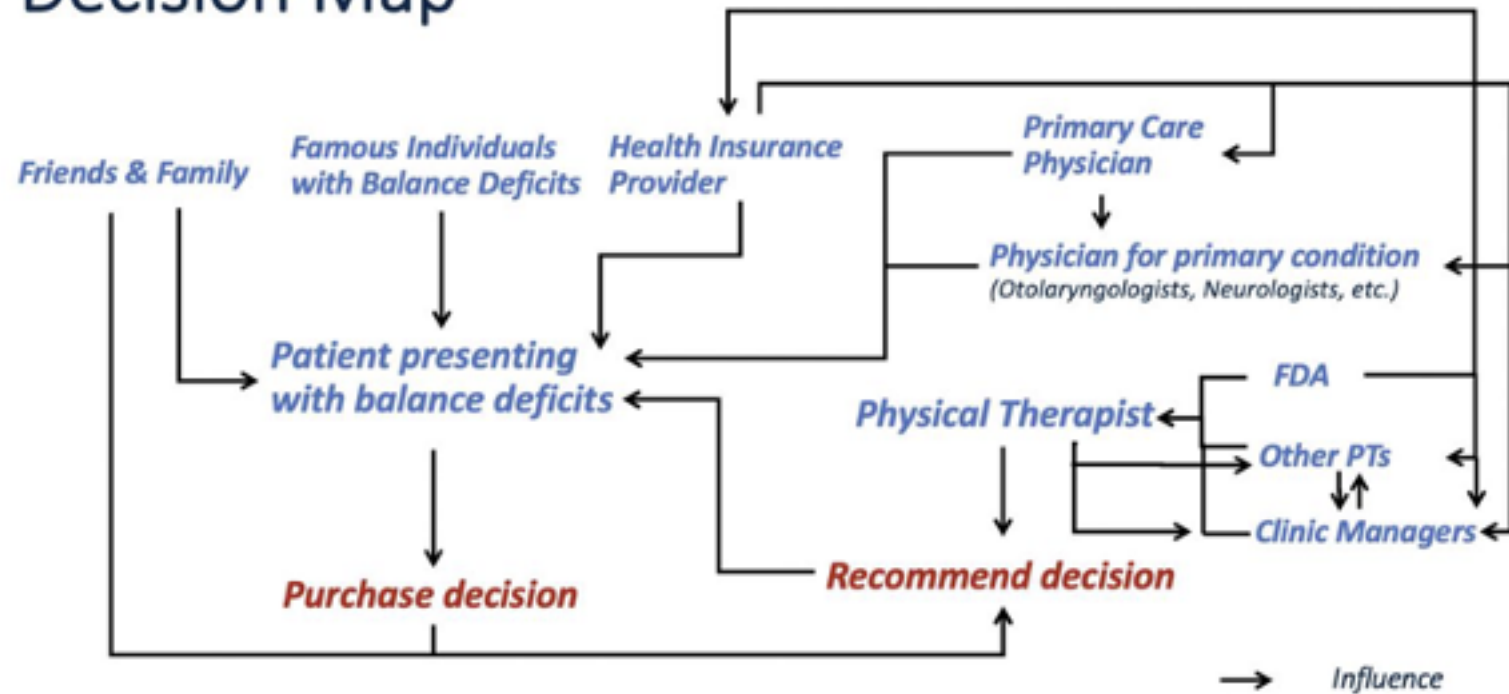 Decision Map
Friends & Family
Famous Individuals
with Balance Deficits
Health Insurance
Provider
Primary Care
Physician
Physician for primary condition
(Otolaryngologists, Neurologists, etc.)
Patient presenting
with balance deficits
Physical Therapist
FDA
Other PTs
Clinic Managers
Purchase decision
Recommend decision
Influence